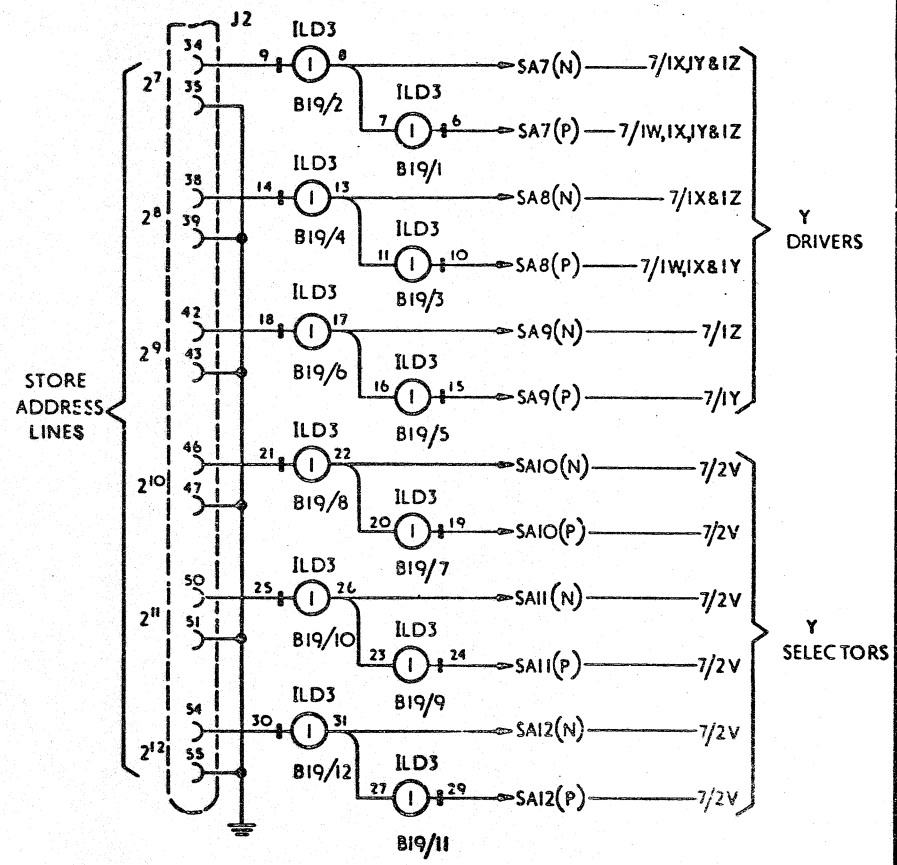 J2
ILD3
34 9 1 8 SA7(N) 7/1X,1Y&1Z
2⁷
B19/2 ILD3
35 7 1 6 SA7(P) 7/1W,1X,1Y&1Z
B19/1
ILD3
38 14 1 13 SA8(N) 7/1X&1Z
2⁸
B19/4 ILD3
39 11 1 10 SA8(P) 7/1W,1X&1Y
B19/3
Y
DRIVERS
ILD3
42 18 1 17 SA9(N) 7/1Z
2⁹
B19/6 ILD3
43 16 1 15 SA9(P) 7/1Y
B19/5
STORE
ADDRESS
LINES
ILD3
46 21 1 22 SA10(N) 7/2V
2¹⁰
B19/8 ILD3
47 20 1 19 SA10(P) 7/2V
B19/7
ILD3
50 25 1 26 SA11(N) 7/2V
2¹¹
B19/10 ILD3
51 23 1 24 SA11(P) 7/2V
B19/9
Y
SELECTORS
ILD3
54 30 1 31 SA12(N) 7/2V
2¹²
B19/12 ILD3
55 27 1 29 SA12(P) 7/2V
B19/11